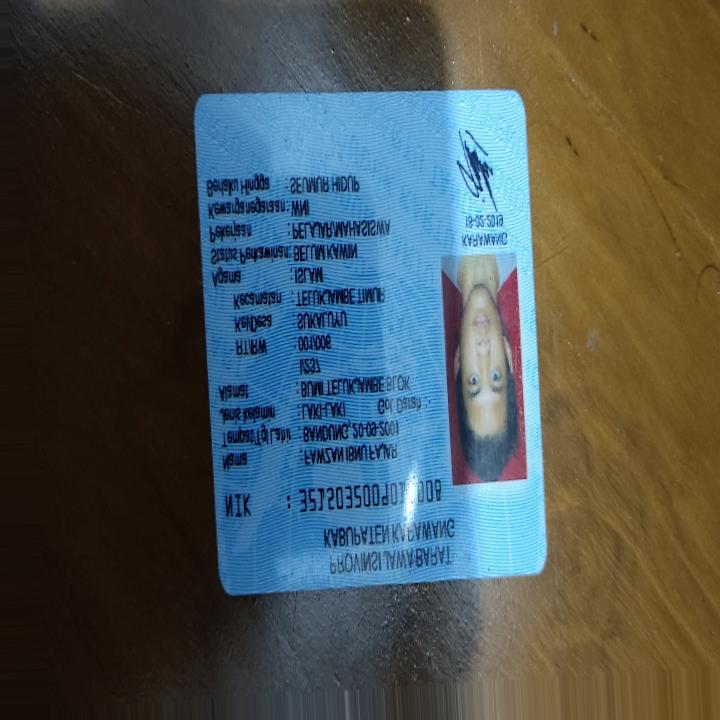 PROVINSI JAWA BARAT
KABUPATEN KARAWANG
NIK :
Nama : FAWZAN IBNU FAJAR
Tempat/Tgl Lahir : BANDUNG, 20-09-2001
Jenis kelamin : LAKI-LAKI Gol. Darah : -
Alamat : BUMI TELUKJAMBE BLOK
RT/RW : 001/006
Kel/Desa : SUKALUYU
Kecamatan : TELUKJAMBE TIMUR
Agama : ISLAM
Status Perkawinan: BELUM KAWIN
Pekerjaan : PELAJAR/MAHASISWA
Kewarganegaraan: WNI
Berlaku Hingga : SEUMUR HIDUP
KARAWANG
18-02-2019